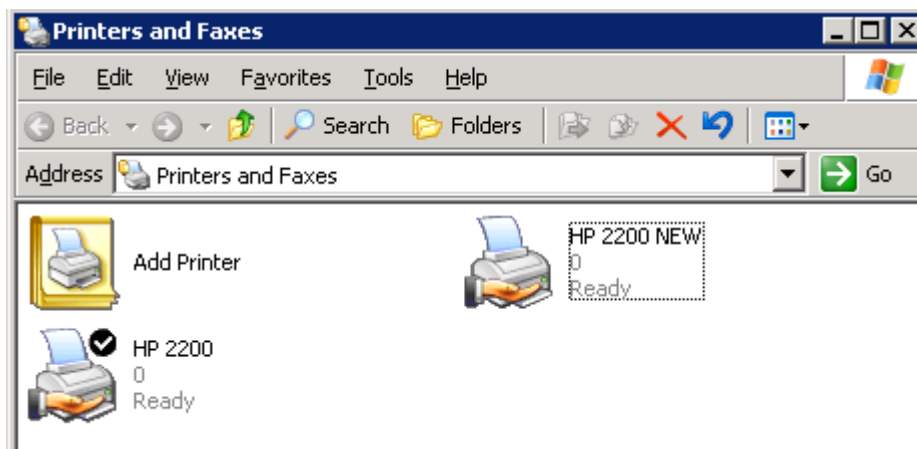 Printers and Faxes
File Edit View Favorites Tools Help
Back Search Folders
Address Printers and Faxes Go
Add Printer
HP 2200 NEW
0
Ready
HP 2200
0
Ready